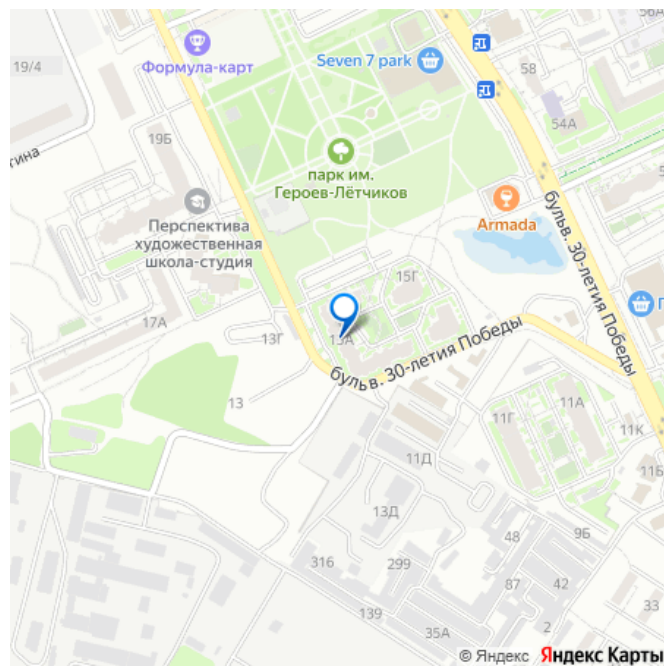 56А
19/4
Формула-карт
Seven 7 park
58
54А
19Б
парк им.
Героев-Лётчиков
Перспектива
художественная
школа-студия
Armada
бульв. 30-летия Победы
15Г
17А
13Г
бульв. 30-летия Победы
13
11Г
11А
11К
11Д
11Б
13Д
9Б
48
316
299
87
42
139
33
35А
2
© Яндекс Яндекс Карты